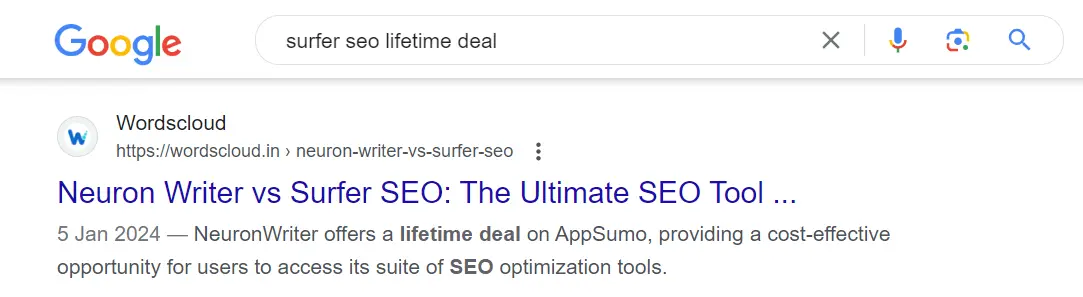 Google
surfer seo lifetime deal
Wordscloud
https://wordscloud.in › neuron-writer-vs-surfer-seo
Neuron Writer vs Surfer SEO: The Ultimate SEO Tool ...
5 Jan 2024 — NeuronWriter offers a lifetime deal on AppSumo, providing a cost-effective
opportunity for users to access its suite of SEO optimization tools.